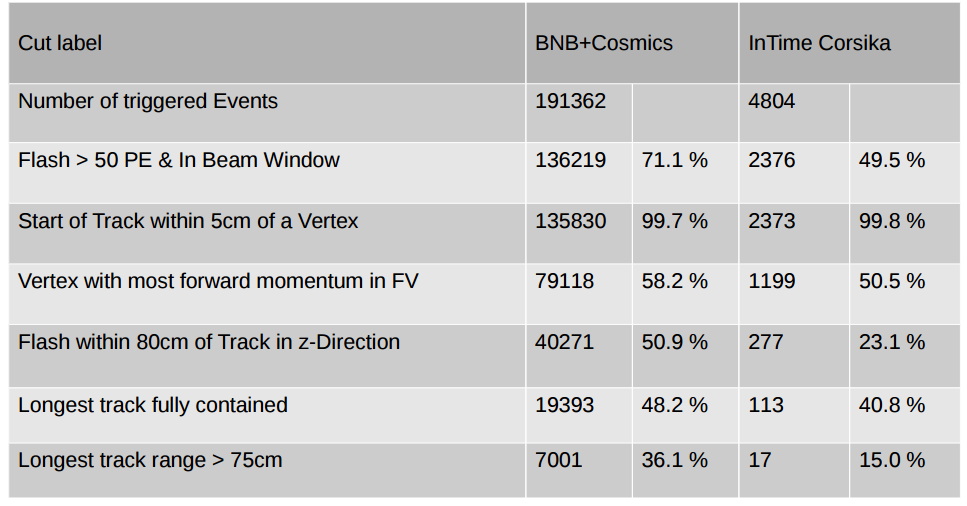 Cut label BNB+Cosmics InTime Corsika
Number of triggered Events 191362 4804
Flash > 50 PE & In Beam Window 136219 71.1 % 2376 49.5 %
Start of Track within 5cm of a Vertex 135830 99.7 % 2373 99.8 %
Vertex with most forward momentum in FV 79118 58.2 % 1199 50.5 %
Flash within 80cm of Track in z-Direction 40271 50.9 % 277 23.1 %
Longest track fully contained 19393 48.2 % 113 40.8 %
Longest track range > 75cm 7001 36.1 % 17 15.0 %